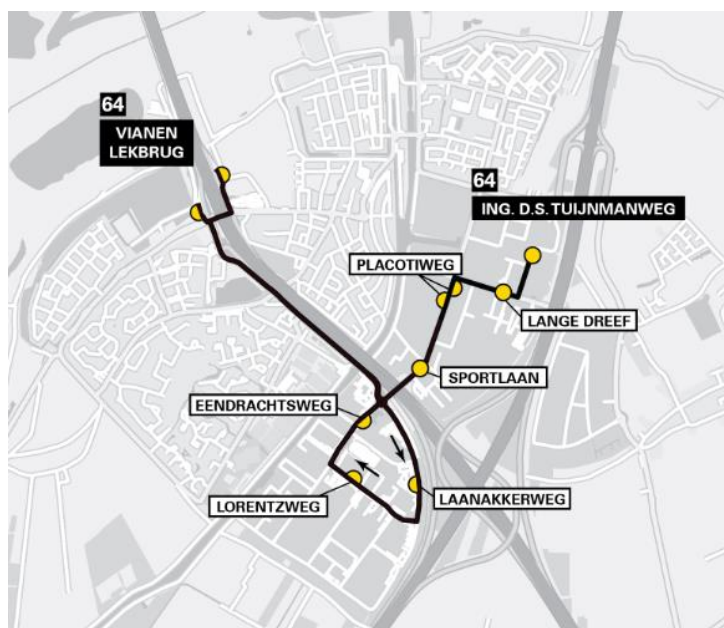 64
VIANEN
LEKBRUG
64
ING. D.S. TUIJNMANWEG
PLACOTIWEG
LANGE DREEF
SPORTLAAN
EENDRACHTSWEG
LORENTZWEG
LAANAKKERWEG